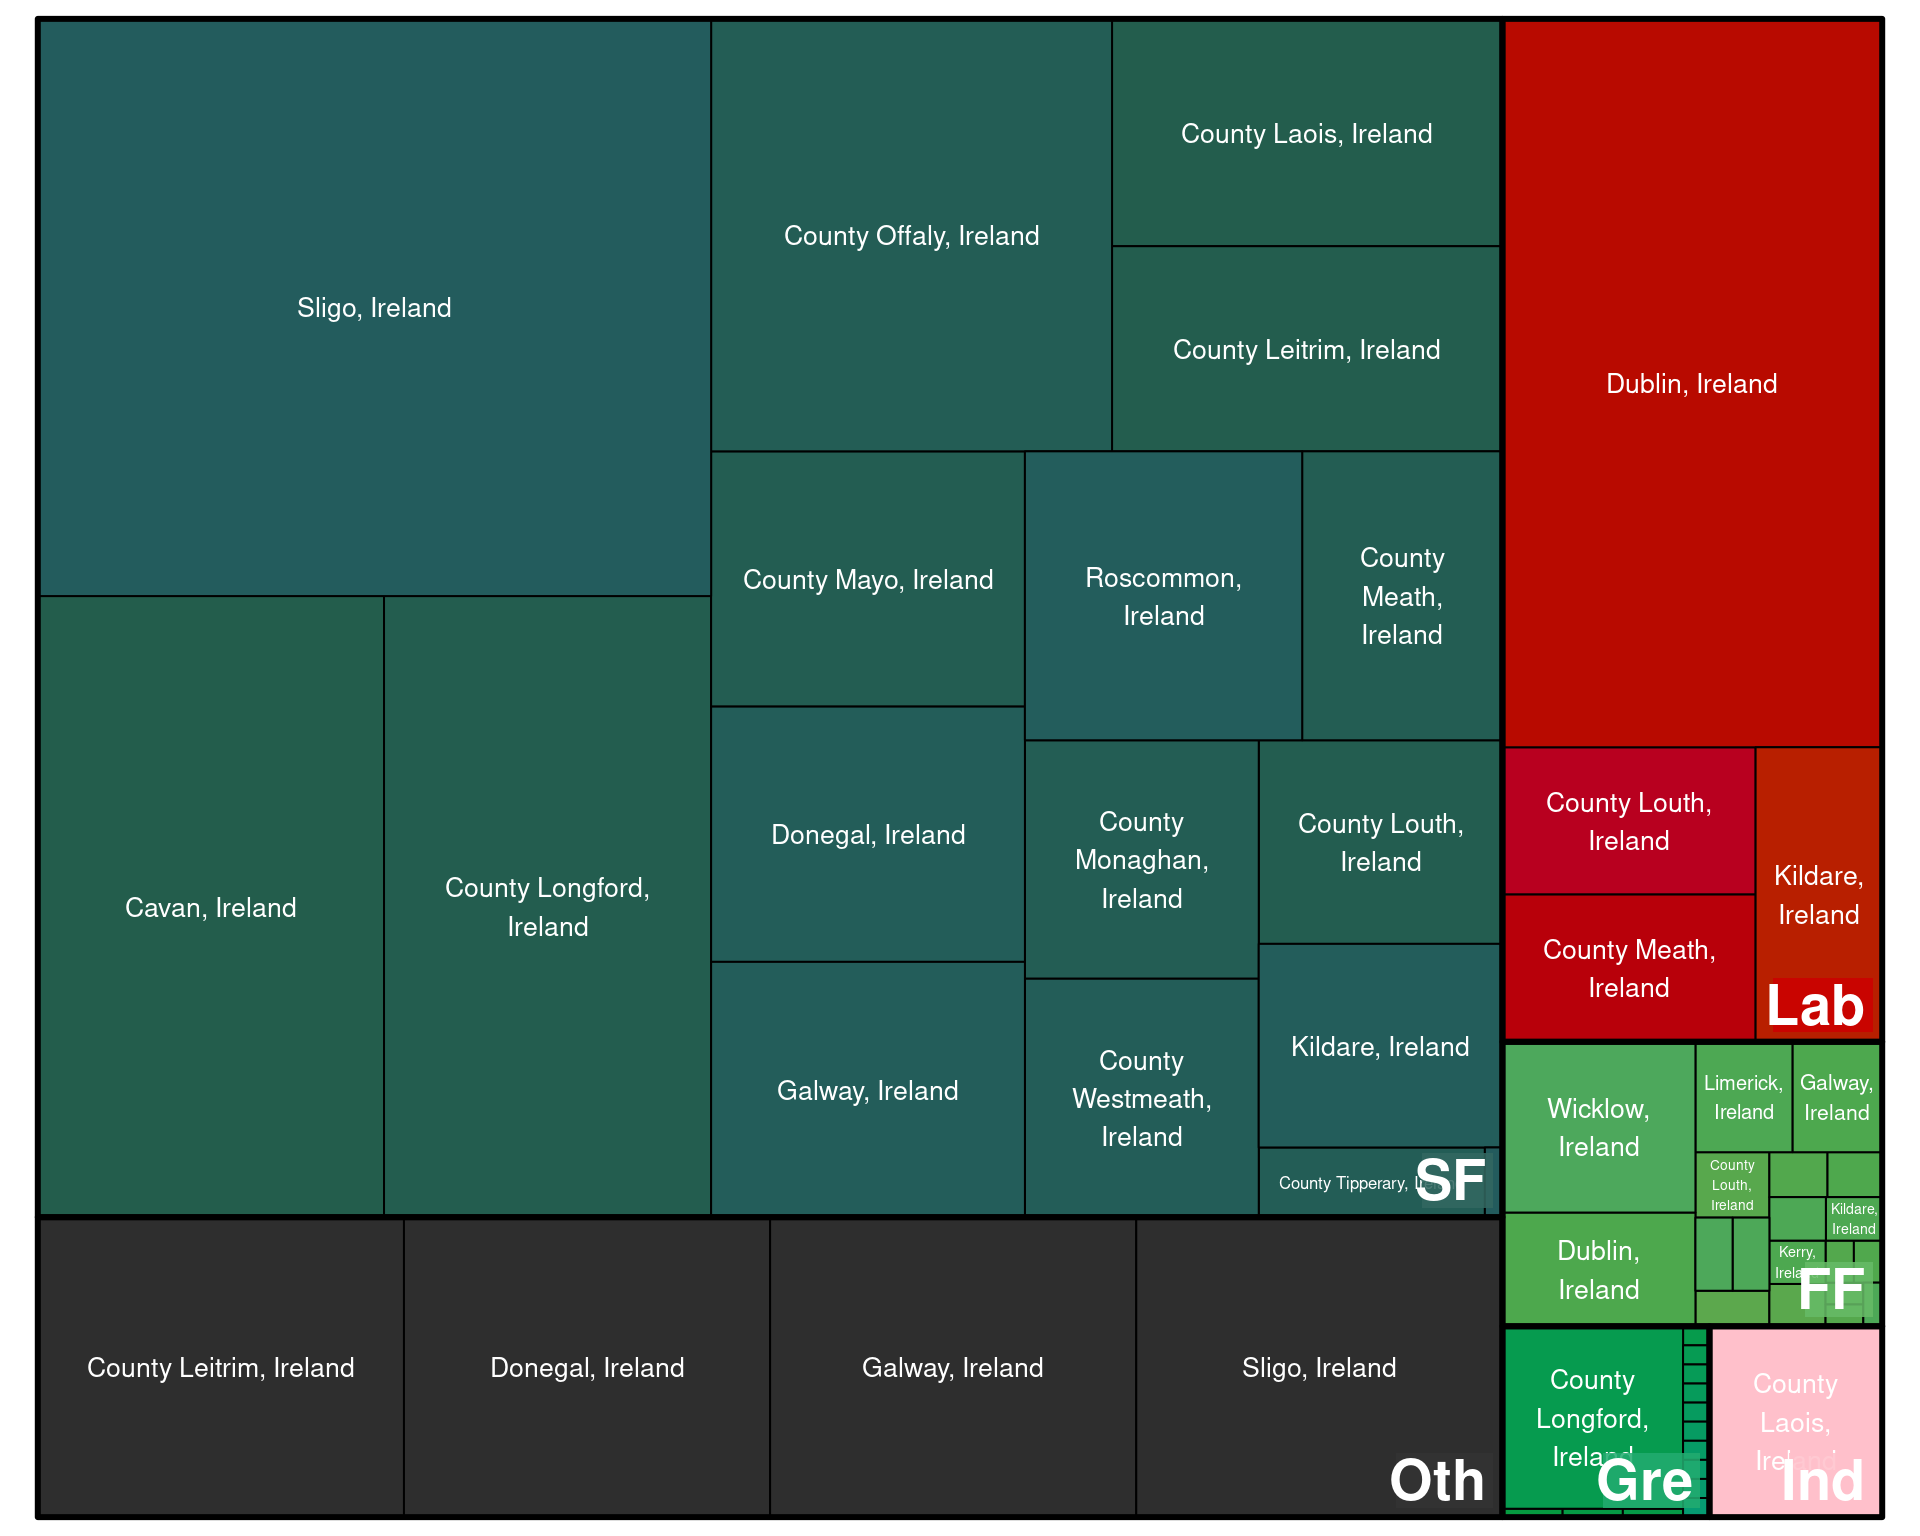 Sligo, Ireland
County Offaly, Ireland
County Laois, Ireland
County Leitrim, Ireland
Cavan, Ireland
County Longford,
Ireland
County Mayo, Ireland
Roscommon,
Ireland
County
Meath,
Ireland
Donegal, Ireland
County
Monaghan,
Ireland
County Louth,
Ireland
Galway, Ireland
County
Westmeath,
Ireland
Kildare, Ireland
County Tipperary,
SF
County Leitrim, Ireland
Donegal, Ireland
Galway, Ireland
Sligo, Ireland
Oth
Dublin, Ireland
County Louth,
Ireland
County Meath,
Ireland
Kildare,
Ireland
Lab
Wicklow,
Ireland
Dublin,
Ireland
Limerick,
Ireland
Galway,
Ireland
County
Louth,
Ireland
Kildare,
Ireland
Kerry,
Ireland
FF
County
Longford,
Ireland
Gre
County
Laois,
Ireland
Ind